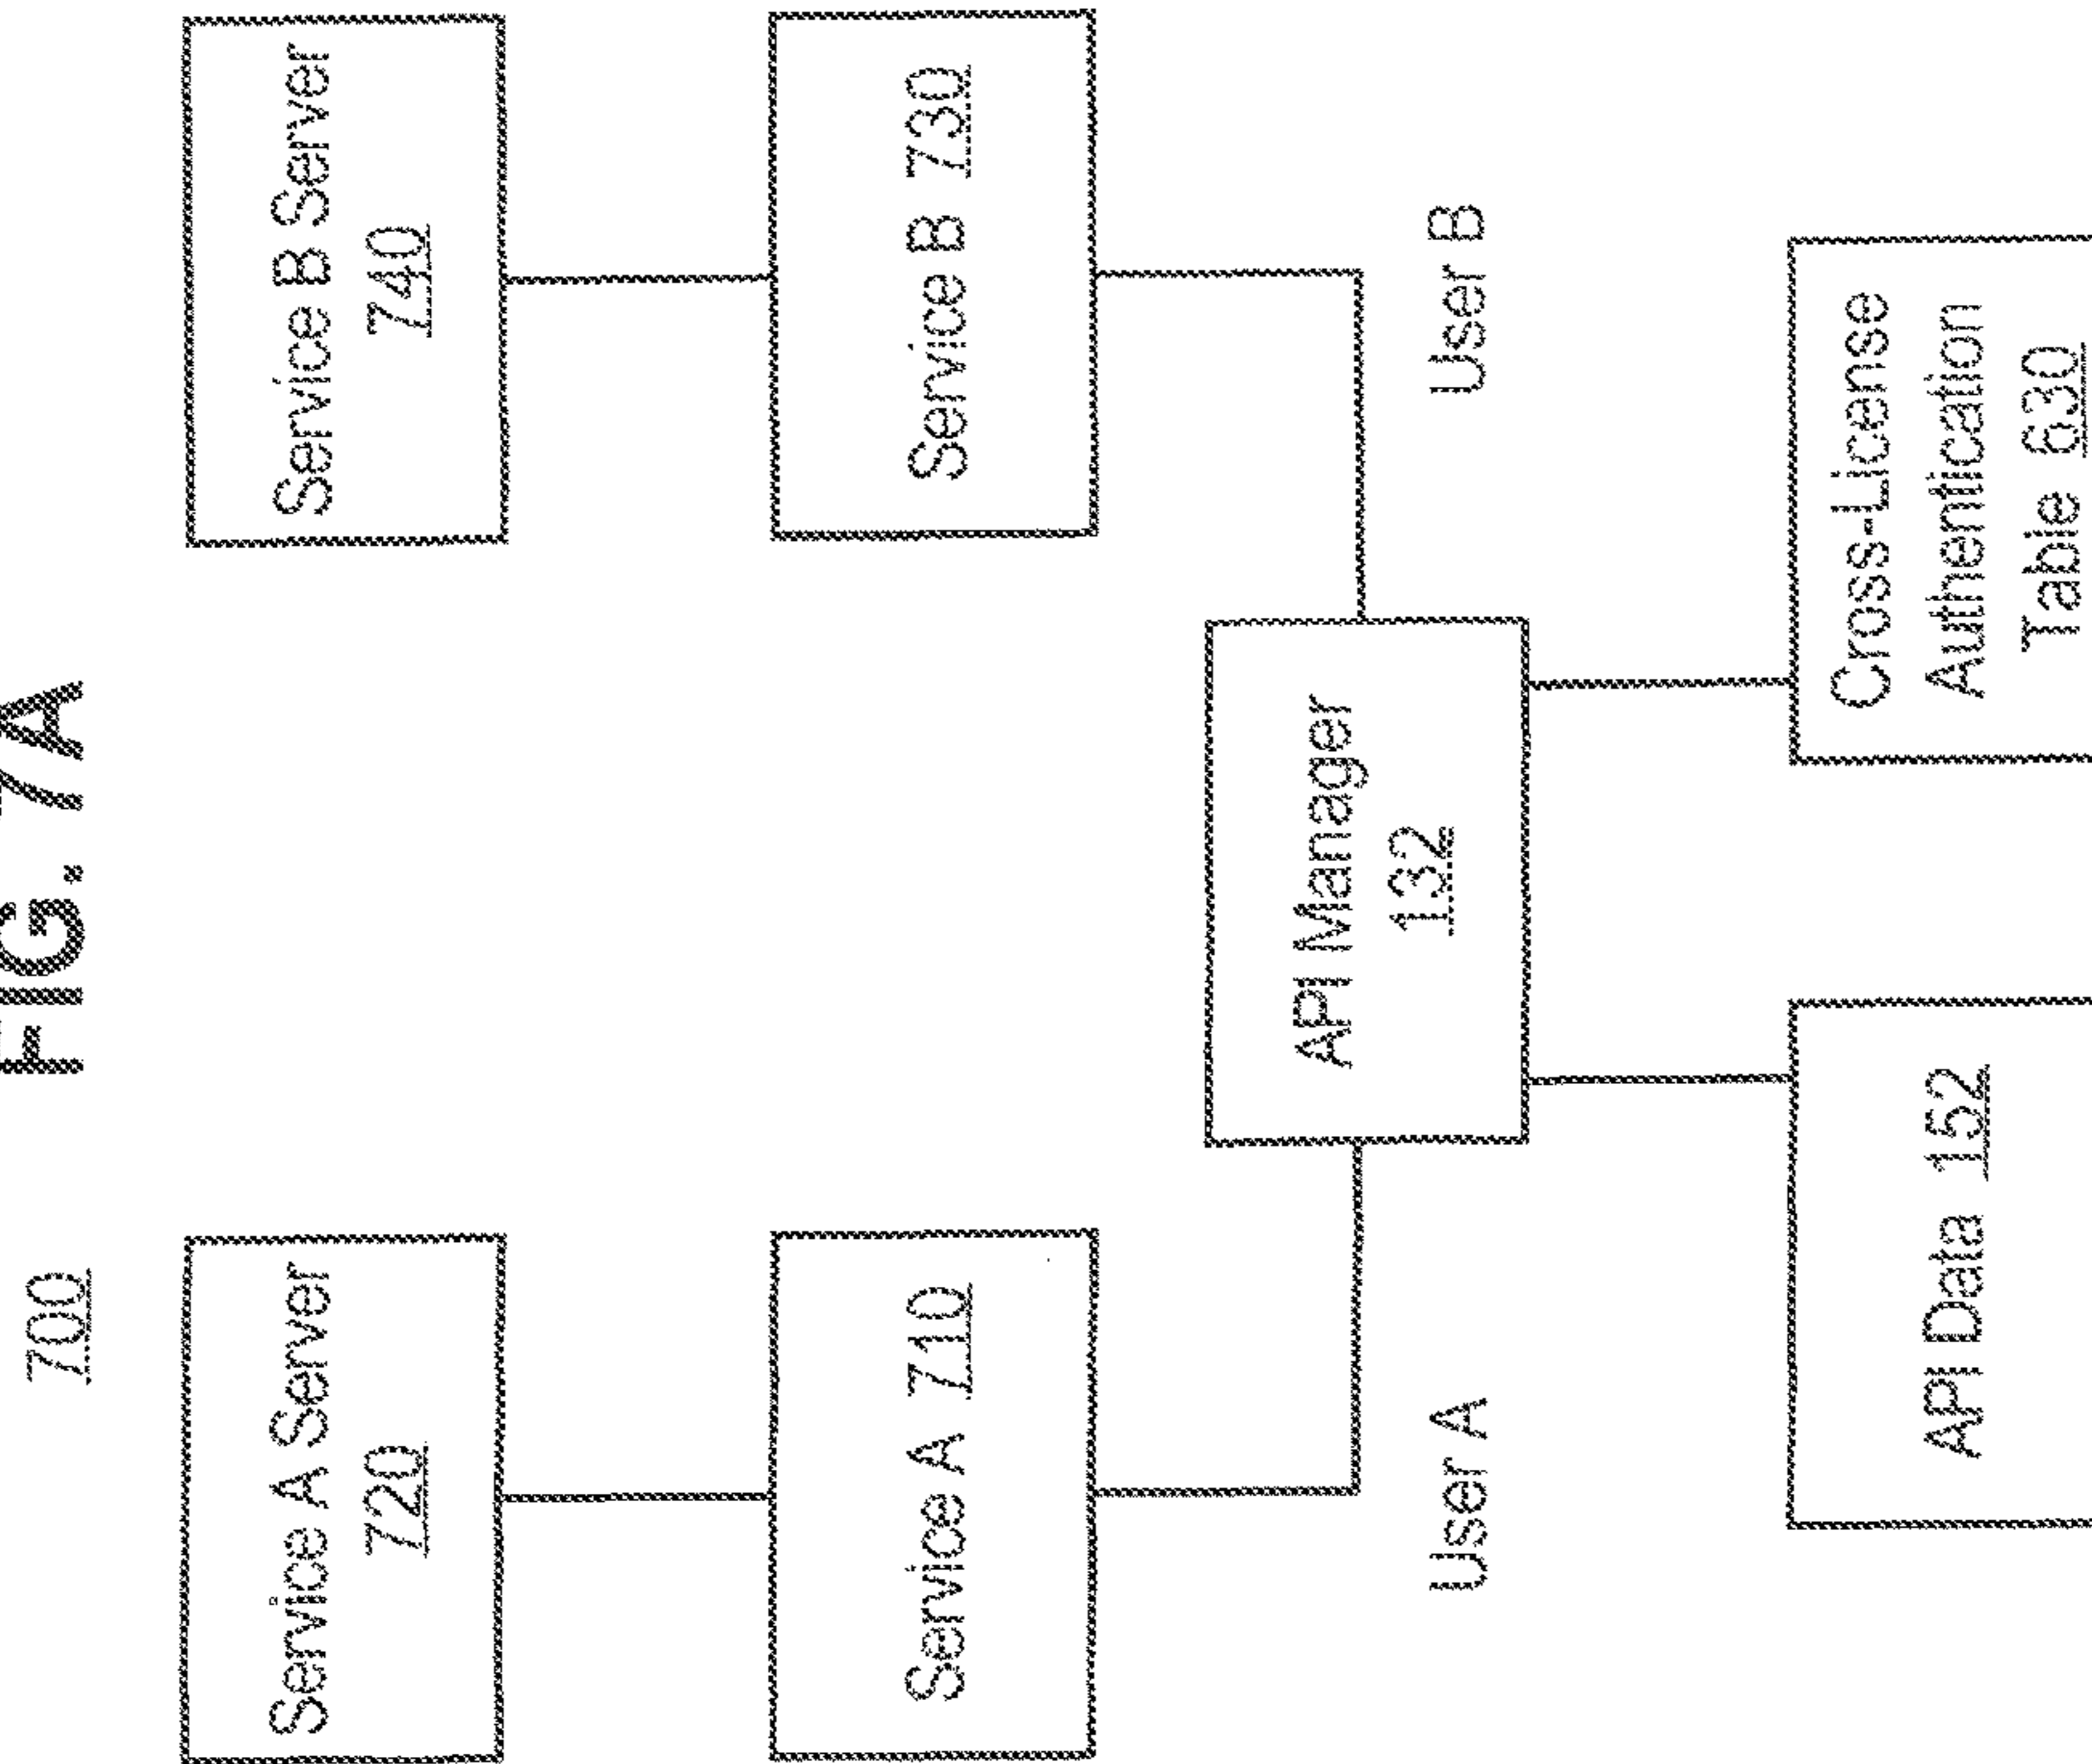 FIG. 7A
700
Service A Server
720
Service B Server
740
Service A 710
Service B 730
API Manager
132
User A
User B
API Data 152
Cross-License
Authentication
Table 630